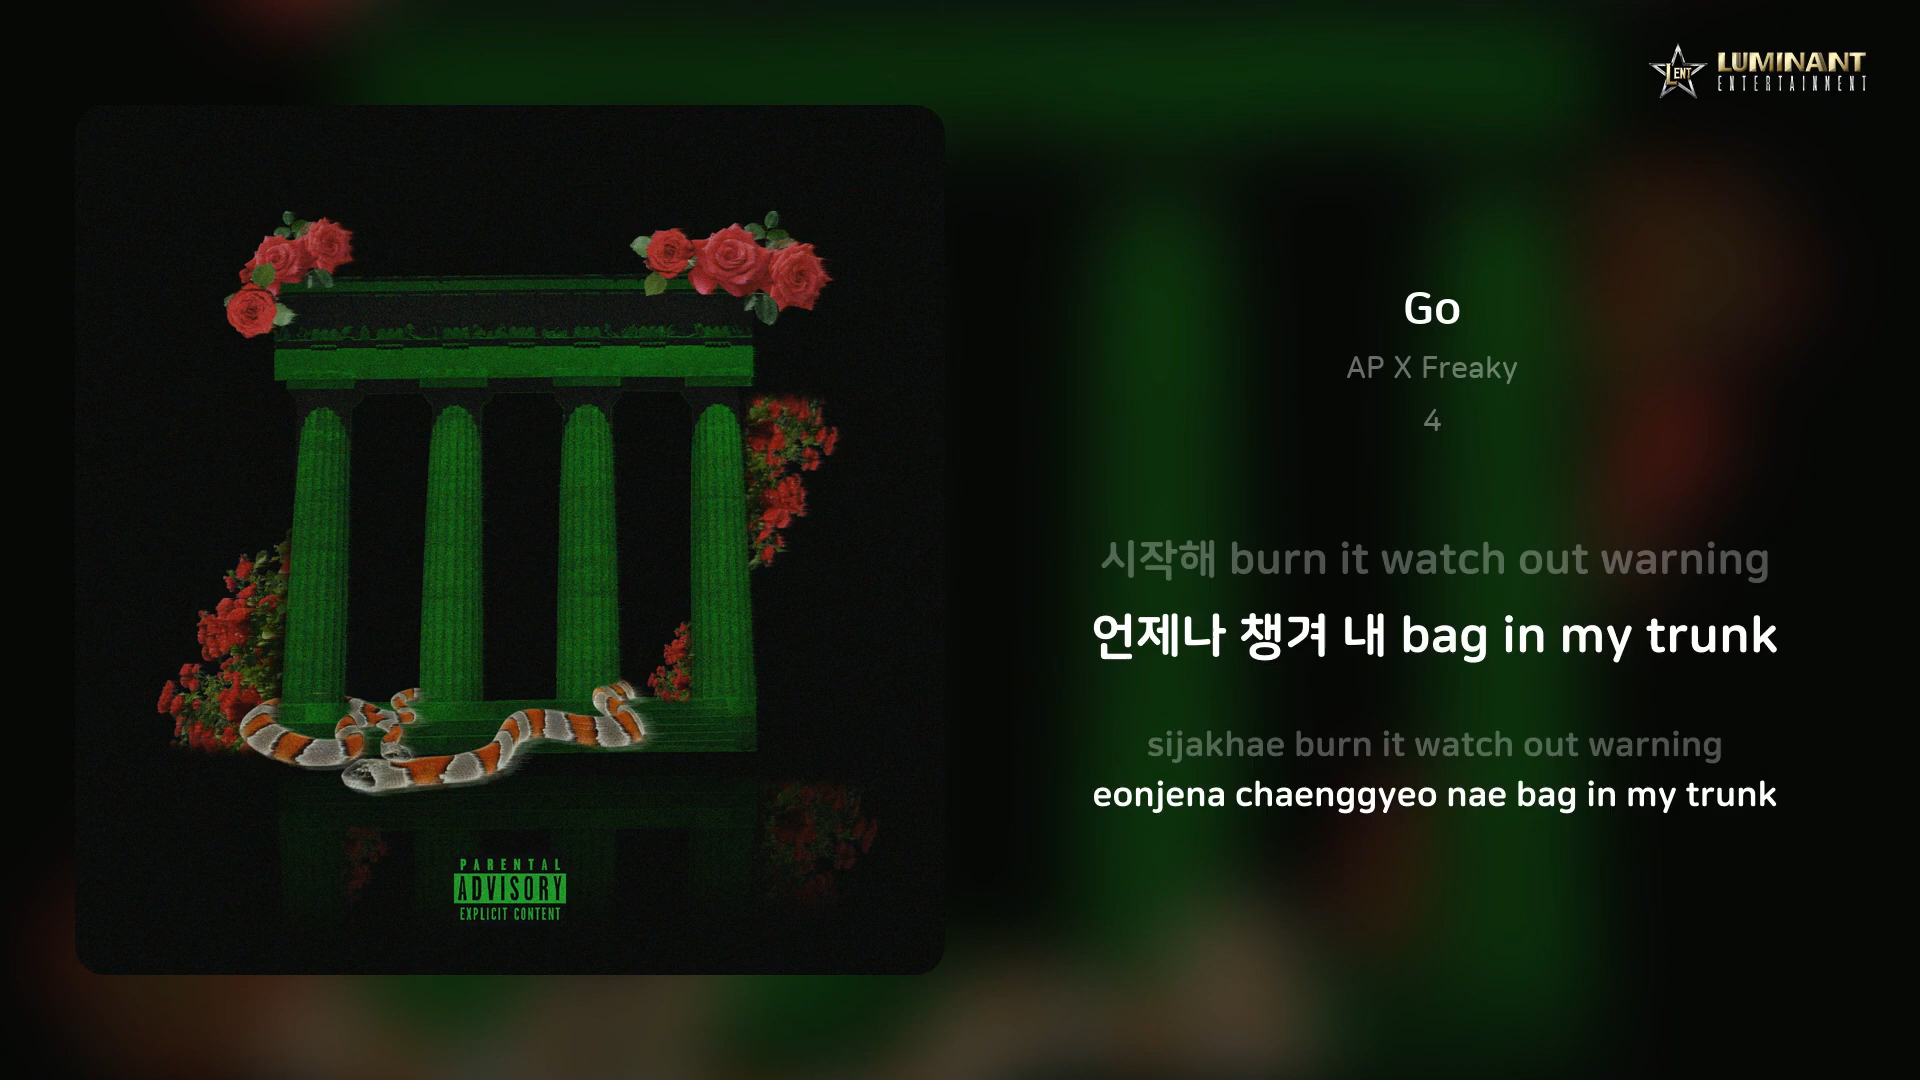 LENT
LUMINANT
ENTERTAINMENT
Go
AP X Freaky
4
시작해 burn it watch out warning
언제나 챙겨 내 bag in my trunk
sijakhae burn it watch out warning
eonjena chaenggyeo nae bag in my trunk
PARENTAL
ADVISORY
EXPLICIT CONTENT